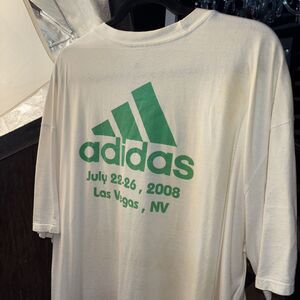 adidas
July 22-26 , 2008
Las Vegas , NV